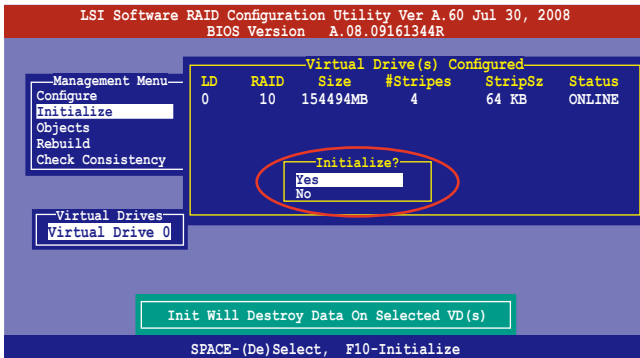 LSI Software RAID Configuration Utility Ver A.60 Jul 30, 2008
BIOS Version A.08.09161344R
Virtual Drive(s) Configured
LD RAID Size #Stripes StripSz Status
0 10 154494MB 4 64 KB ONLINE
Management Menu
Configure
Initialize
Objects
Rebuild
Check Consistency
Initialize?
Yes
No
Virtual Drives
Virtual Drive 0
Init Will Destroy Data On Selected VD(s)
SPACE-(De)Select, F10-Initialize